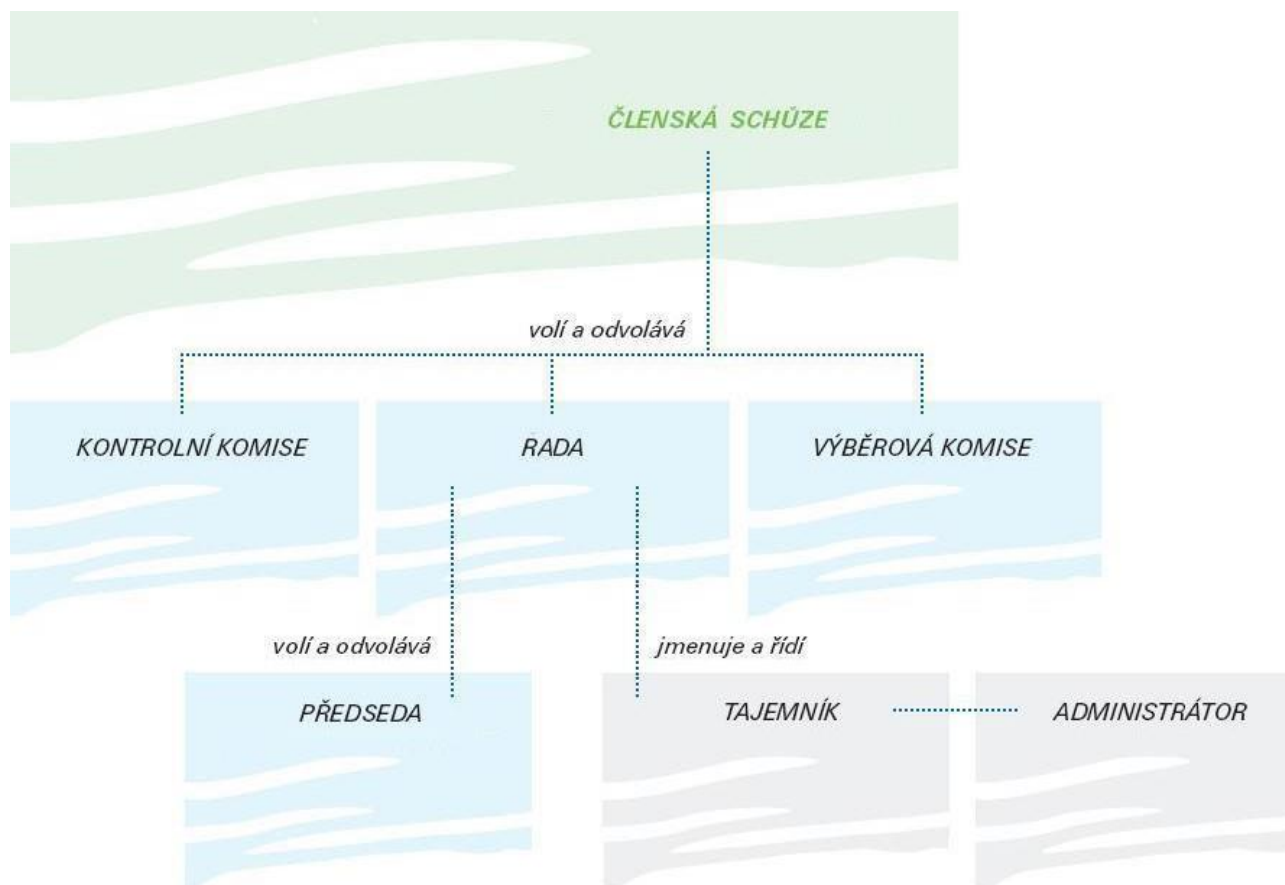 ČLENSKÁ SCHŮZE
volí a odvolává
KONTROLNÍ KOMISE
RADA
VÝBĚROVÁ KOMISE
volí a odvolává
jmenuje a řídí
PŘEDSEDA
TAJEMNÍK
ADMINISTRÁTOR